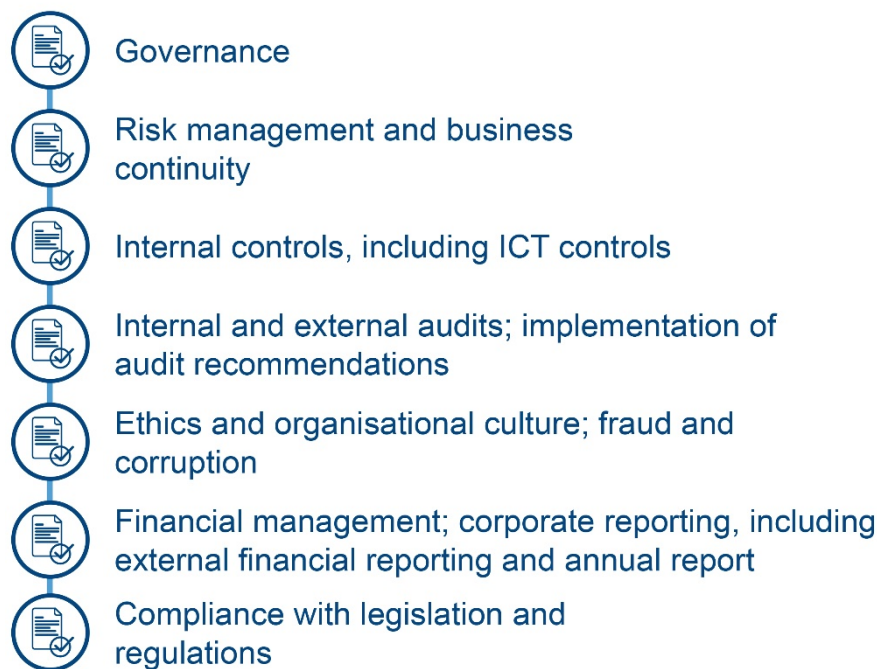 Governance
Risk management and business
continuity
Internal controls, including ICT controls
Internal and external audits; implementation of
audit recommendations
Ethics and organisational culture; fraud and
corruption
Financial management; corporate reporting, including
external financial reporting and annual report
Compliance with legislation and
regulations